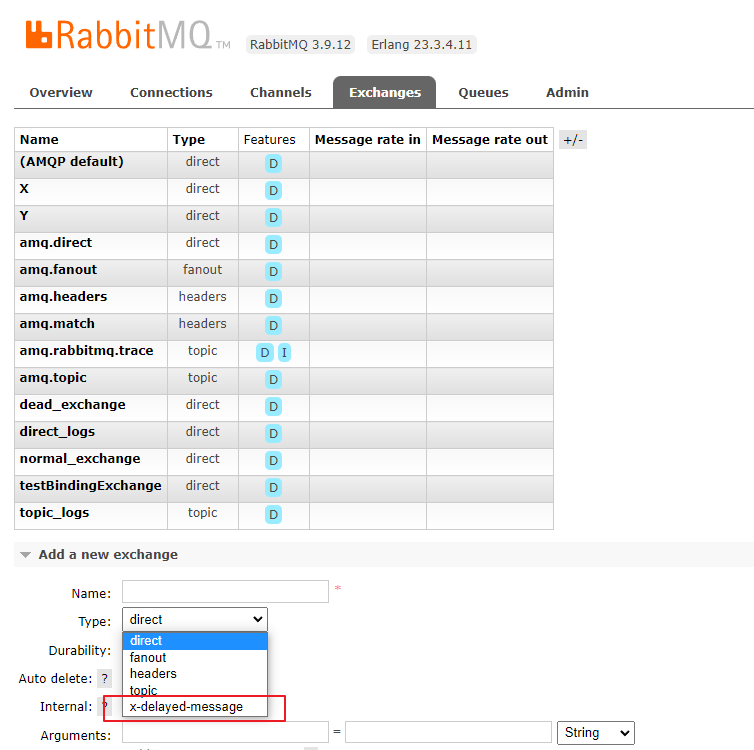 RabbitMQ TM RabbitMQ 3.9.12 Erlang 23.3.4.11
Overview Connections Channels Exchanges Queues Admin
Name Type Features Message rate in Message rate out +/-
(AMQP default) direct D
X direct D
Y direct D
amq.direct direct D
amq.fanout fanout D
amq.headers headers D
amq.match headers D
amq.rabbitmq.trace topic D I
amq.topic topic D
dead_exchange direct D
direct_logs direct D
normal_exchange direct D
testBindingExchange direct D
topic_logs topic D
Add a new exchange
Name: *
Type: direct
direct
Durability:
fanout
headers
Auto delete: ?
topic
Internal: ? x-delayed-message
Arguments: = String